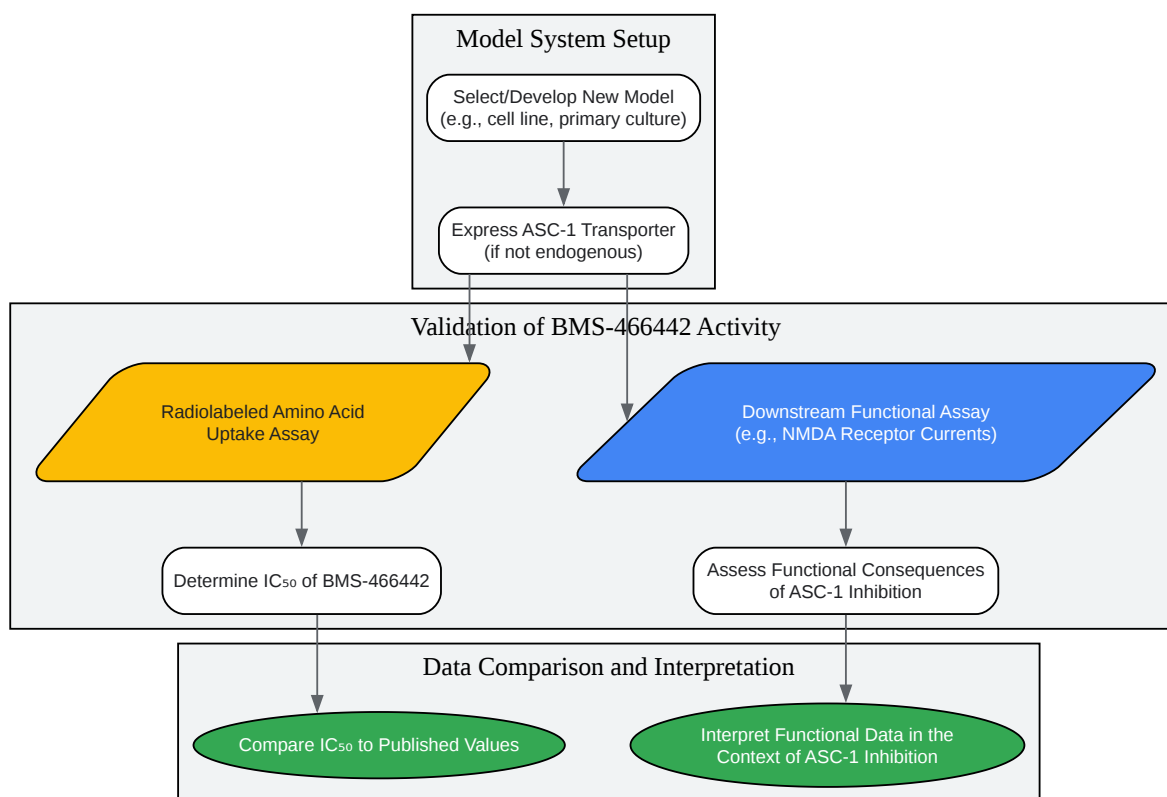 Model System Setup
Select/Develop New Model
(e.g., cell line, primary culture)
Express ASC-1 Transporter
(if not endogenous)
Validation of BMS-466442 Activity
Radiolabeled Amino Acid
Uptake Assay
Downstream Functional Assay
(e.g., NMDA Receptor Currents)
Determine IC₅₀ of BMS-466442
Assess Functional Consequences
of ASC-1 Inhibition
Data Comparison and Interpretation
Compare IC₅₀ to Published Values
Interpret Functional Data in the
Context of ASC-1 Inhibition